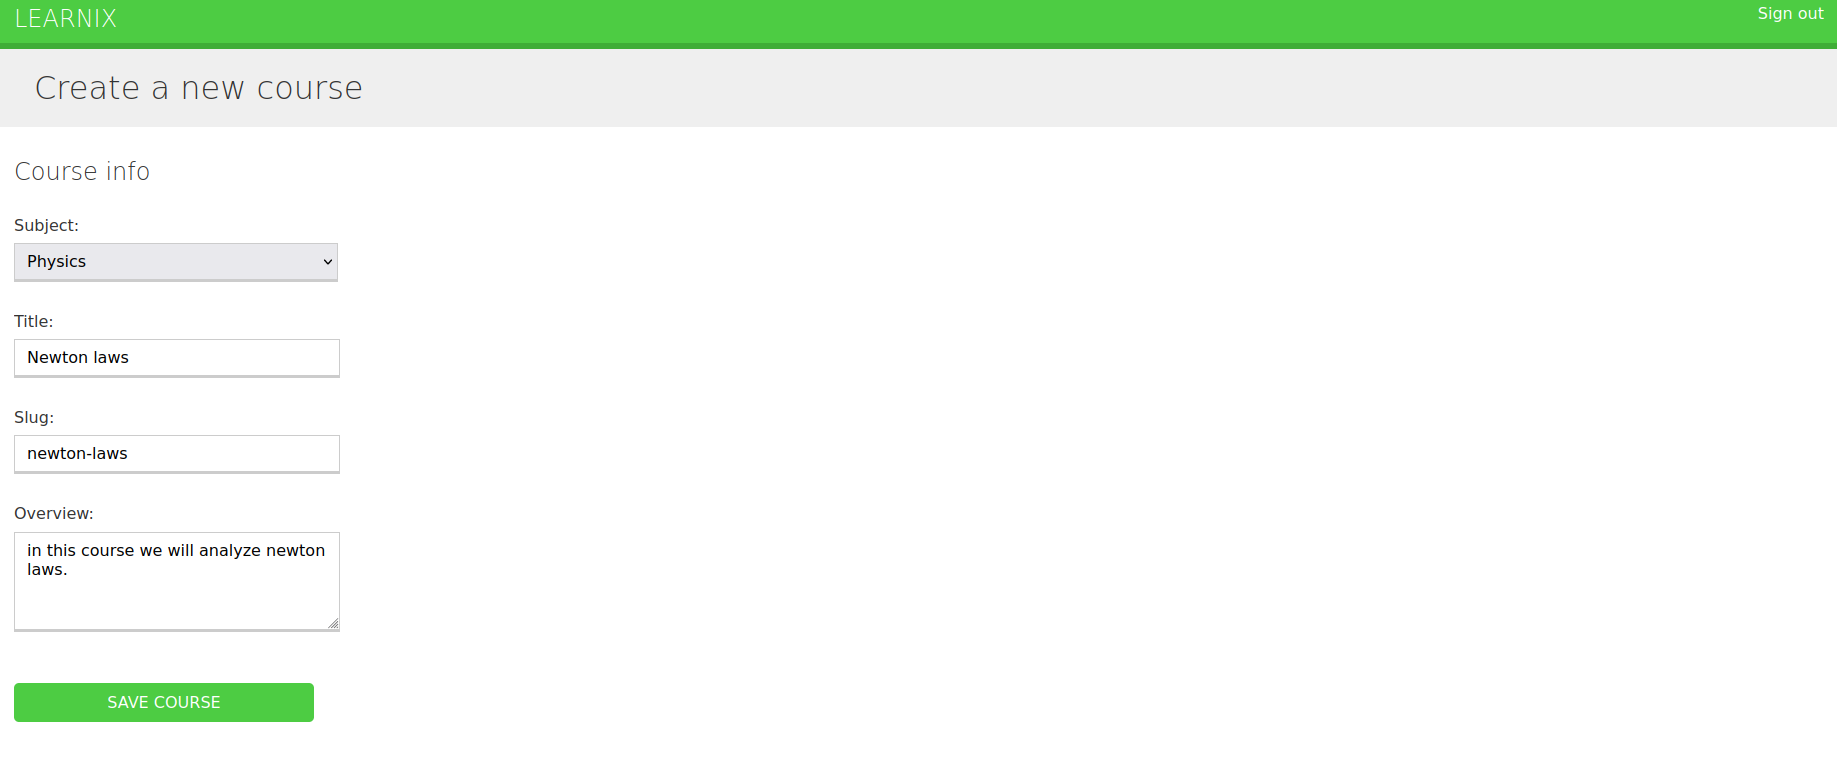 LEARNIX
Sign out
Create a new course
Course info
Subject:
Physics
Title:
Newton laws
Slug:
newton-laws
Overview:
in this course we will analyze newton
laws.
SAVE COURSE